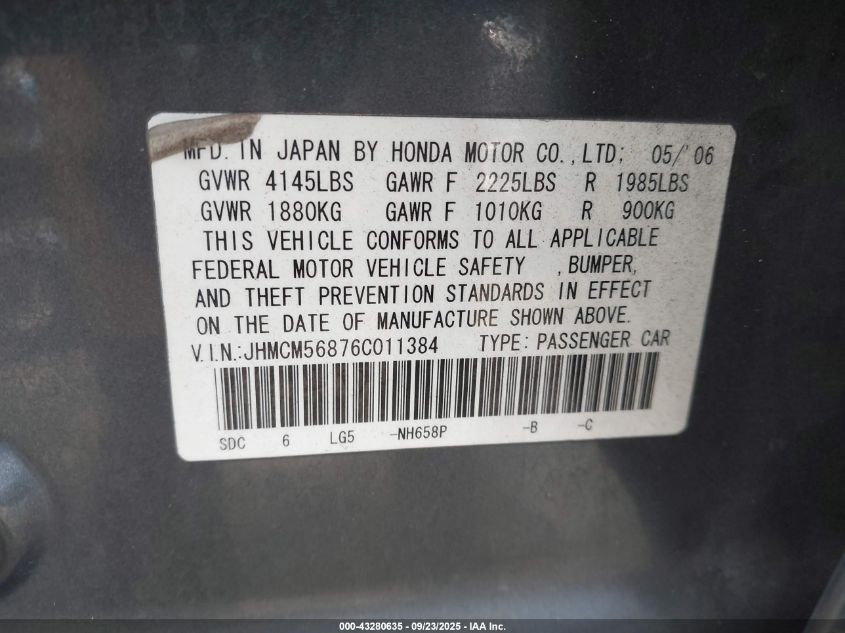 MFD. IN JAPAN BY HONDA MOTOR CO.,LTD; 05/'06
GVWR 4145LBS GAWR F 2225LBS R 1985LBS
GVWR 1880KG GAWR F 1010KG R 900KG
THIS VEHICLE CONFORMS TO ALL APPLICABLE
FEDERAL MOTOR VEHICLE SAFETY , BUMPER,
AND THEFT PREVENTION STANDARDS IN EFFECT
ON THE DATE OF MANUFACTURE SHOWN ABOVE.
V.I.N.:JHMCM56876C011384 TYPE: PASSENGER CAR
SDC 6 LG5 -NH658P -B -C
000-43280635 - 09/23/2025 - IAA Inc.